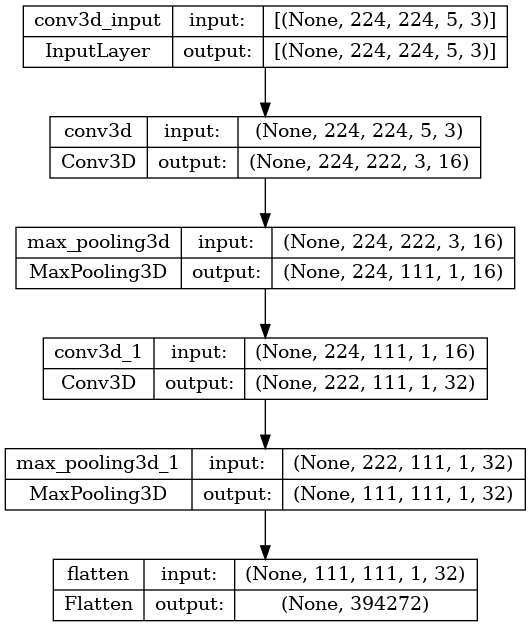 conv3d_input input: [(None, 224, 224, 5, 3)]
InputLayer output: [(None, 224, 224, 5, 3)]
conv3d input: (None, 224, 224, 5, 3)
Conv3D output: (None, 224, 222, 3, 16)
max_pooling3d input: (None, 224, 222, 3, 16)
MaxPooling3D output: (None, 224, 111, 1, 16)
conv3d_1 input: (None, 224, 111, 1, 16)
Conv3D output: (None, 222, 111, 1, 32)
max_pooling3d_1 input: (None, 222, 111, 1, 32)
MaxPooling3D output: (None, 111, 111, 1, 32)
flatten input: (None, 111, 111, 1, 32)
Flatten output: (None, 394272)